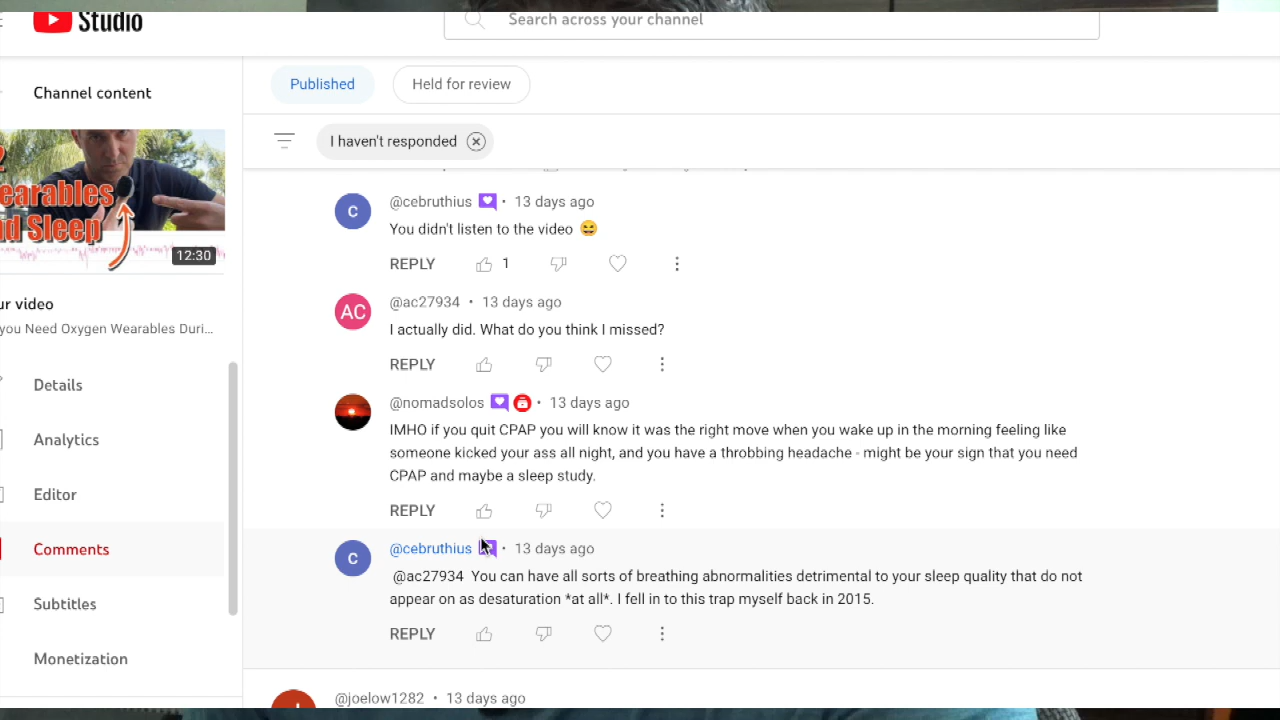 Studio
Search across your channel
Channel content
Published
Held for review
I haven't responded
2
earables
nd Sleep
12:30
ur video
you Need Oxygen Wearables Duri...
Details
Analytics
Editor
Comments
Subtitles
Monetization
C
@cebruthius • 13 days ago
You didn't listen to the video 😆
REPLY 1
AC
@ac27934 • 13 days ago
I actually did. What do you think I missed?
REPLY
@nomadsolos • 13 days ago
IMHO if you quit CPAP you will know it was the right move when you wake up in the morning feeling like
someone kicked your ass all night, and you have a throbbing headache - might be your sign that you need
CPAP and maybe a sleep study.
REPLY
C
@cebruthius • 13 days ago
@ac27934 You can have all sorts of breathing abnormalities detrimental to your sleep quality that do not
appear on as desaturation *at all*. I fell in to this trap myself back in 2015.
REPLY
@joelow1282 • 13 days ago